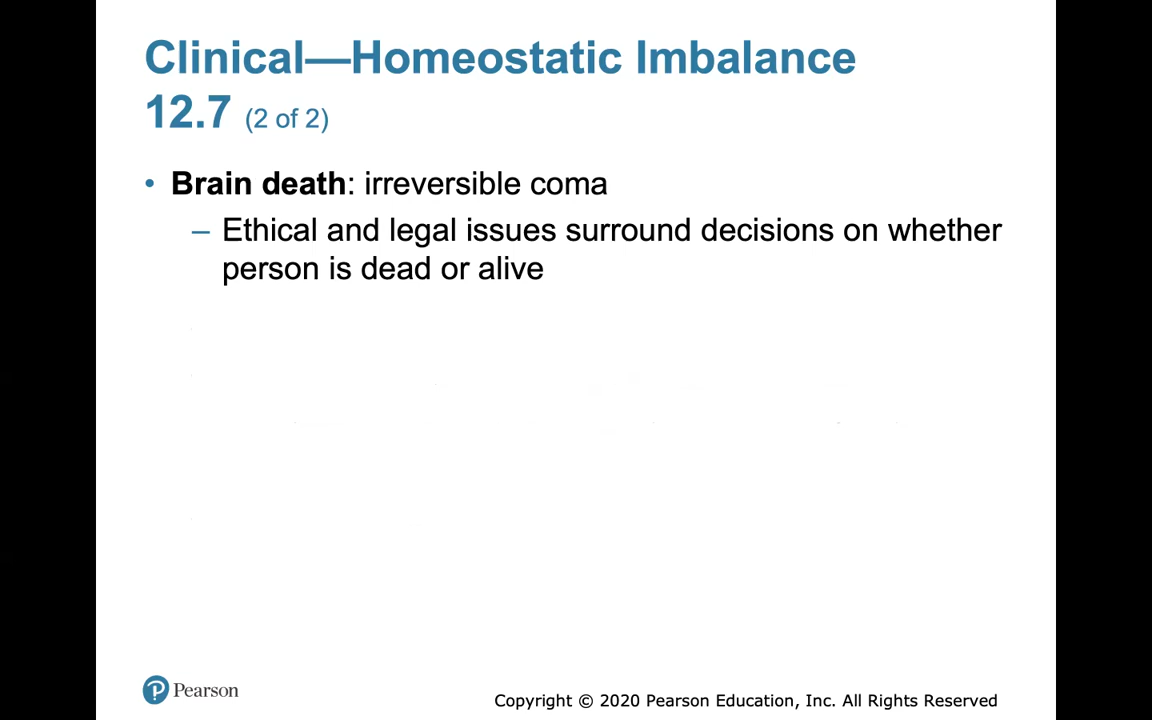 Clinical—Homeostatic Imbalance
12.7 (2 of 2)
• Brain death: irreversible coma
– Ethical and legal issues surround decisions on whether
person is dead or alive
Pearson
Copyright © 2020 Pearson Education, Inc. All Rights Reserved